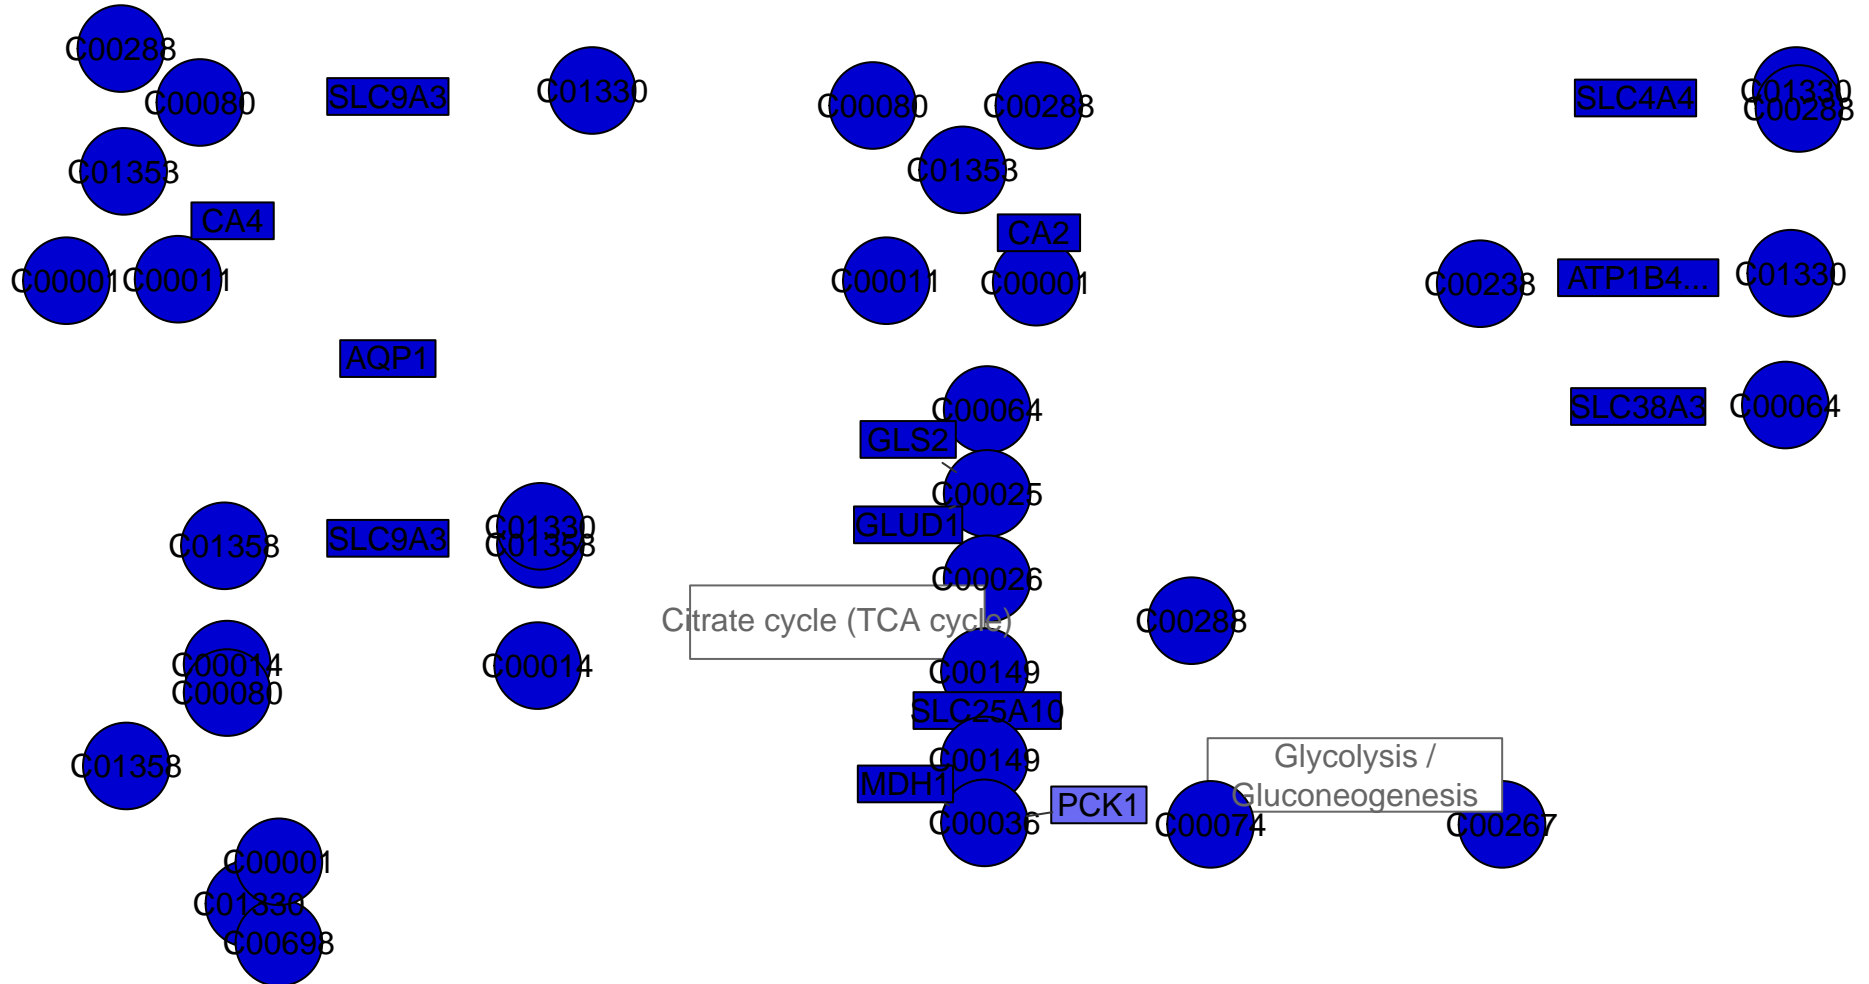 C00288
C00080
SLC9A3
C01330
C00080
C00288
SLC4A4
C01330
C00288
C01353
C01353
CA4
CA2
C00001
C00011
C00011
C00001
C00238
ATP1B4...
C01330
AQP1
C00064
SLC38A3
C00064
GLS2
C00025
GLUD1
C01358
SLC9A3
C01330
C01358
C00026
Citrate cycle (TCA cycle)
C00288
C00014
C00080
C00014
C00149
SLC25A10
C01358
C00149
MDH1
C00036
PCK1
Glycolysis /
Gluconeogenesis
C00074
C00267
C00001
C01330
C00698